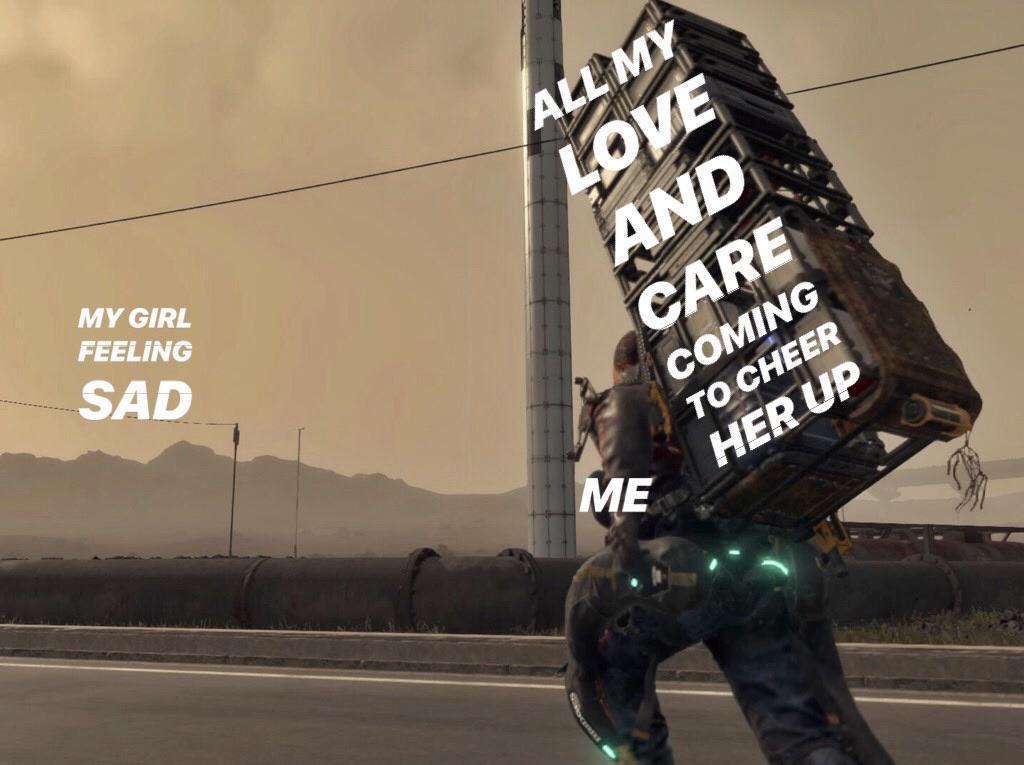 MY GIRL
FEELING
SAD
ALL MY
LOVE
AND
CARE
COMING
TO CHEER
HER UP
ME